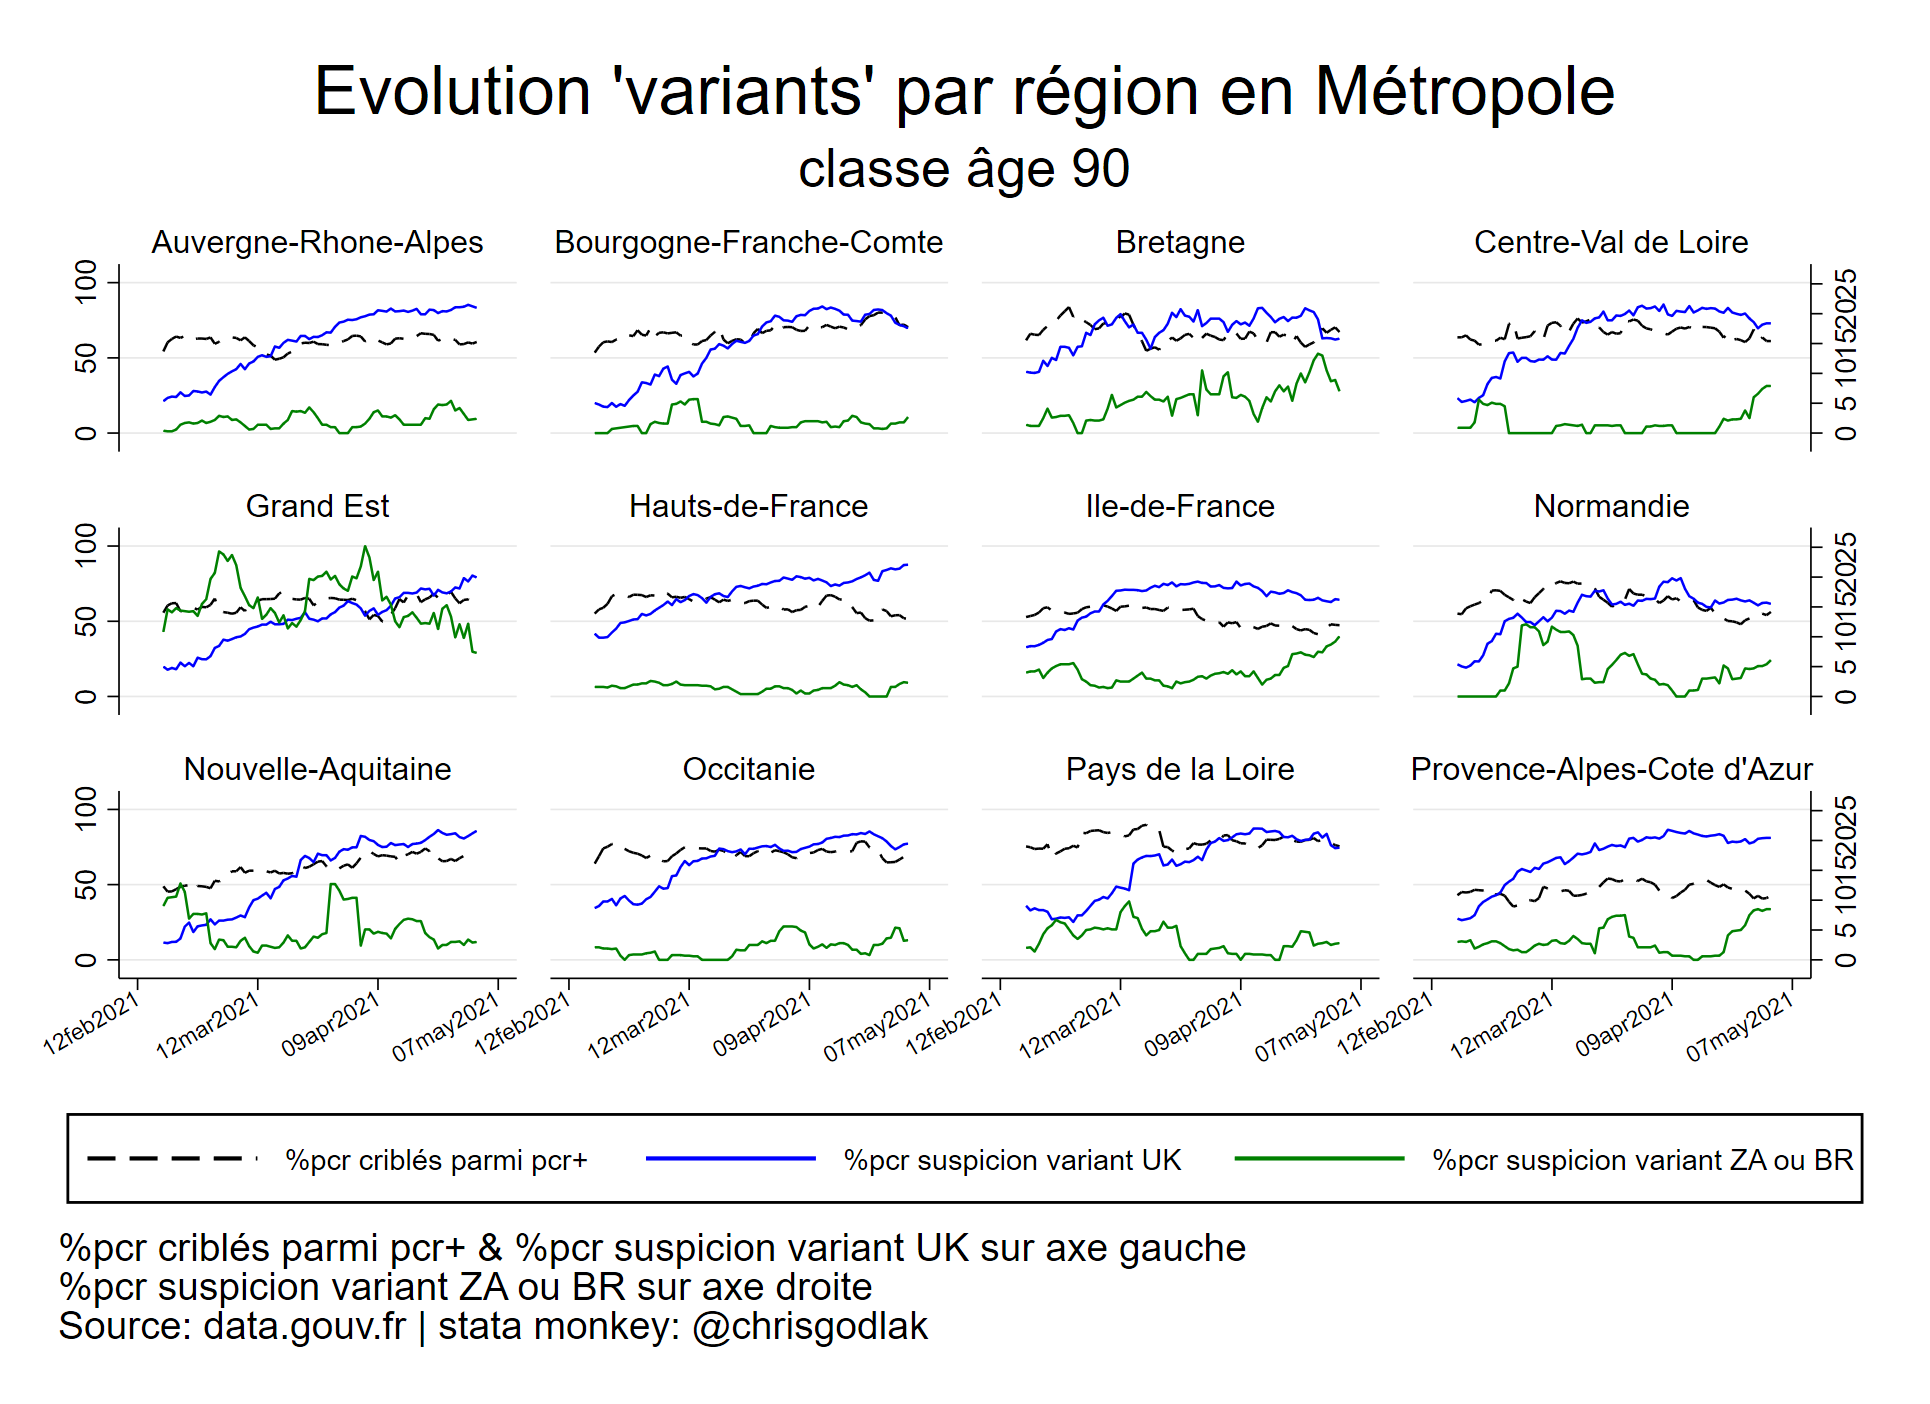 Evolution 'variants' par région en Métropole
classe âge 90
Auvergne-Rhone-Alpes
Bourgogne-Franche-Comte
Bretagne
Centre-Val de Loire
0 50 100
0 5 10 15 20 25
Grand Est
Hauts-de-France
Ile-de-France
Normandie
0 50 100
0 5 10 15 20 25
Nouvelle-Aquitaine
Occitanie
Pays de la Loire
Provence-Alpes-Cote d'Azur
0 50 100
0 5 10 15 20 25
12feb2021 12mar2021 09apr2021 07may2021
12feb2021 12mar2021 09apr2021 07may2021
12feb2021 12mar2021 09apr2021 07may2021
12feb2021 12mar2021 09apr2021 07may2021
%pcr criblés parmi pcr+
%pcr suspicion variant UK
%pcr suspicion variant ZA ou BR
%pcr criblés parmi pcr+ & %pcr suspicion variant UK sur axe gauche
%pcr suspicion variant ZA ou BR sur axe droite
Source: data.gouv.fr | stata monkey: @chrisgodlak